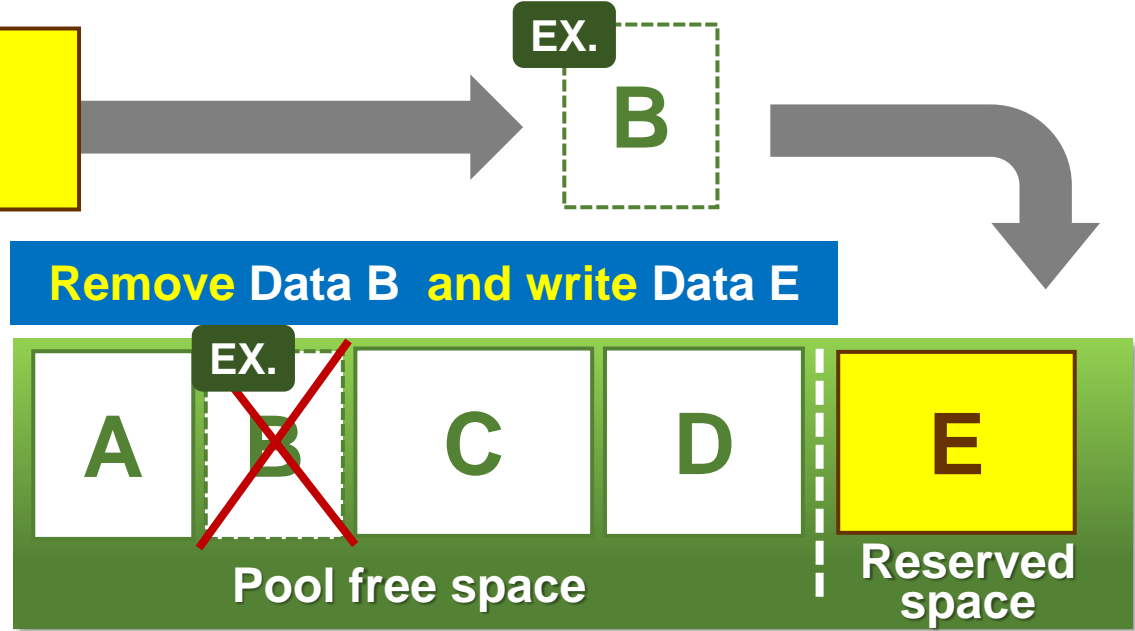 EX.
B
Remove Data B and write Data E
EX.
A B C D E
Pool free space
Reserved
space